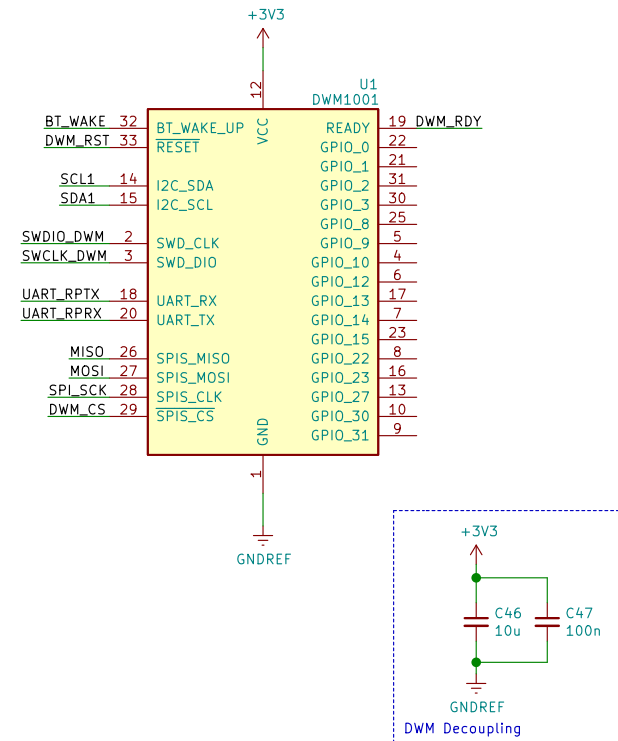 +3V3
12
U1
DWM1001
BT_WAKE 32 BT_WAKE_UP VCC READY 19 DWM_RDY
DWM_RST 33 RESET GPIO_0 22
GPIO_1 21
SCL1 14 I2C_SDA GPIO_2 31
SDA1 15 I2C_SCL GPIO_3 30
GPIO_8 25
SWDIO_DWM 2 SWD_CLK GPIO_9 5
SWCLK_DWM 3 SWD_DIO GPIO_10 4
GPIO_12 6
UART_RPTX 18 UART_RX GPIO_13 17
UART_RPRX 20 UART_TX GPIO_14 7
GPIO_15 23
MISO 26 SPIS_MISO GPIO_22 8
MOSI 27 SPIS_MOSI GPIO_23 16
SPI_SCK 28 SPIS_CLK GPIO_27 13
DWM_CS 29 SPIS_CS GPIO_30 10
GND GPIO_31 9
1
GNDREF
+3V3
C46 C47
10u 100n
GNDREF
DWM Decoupling